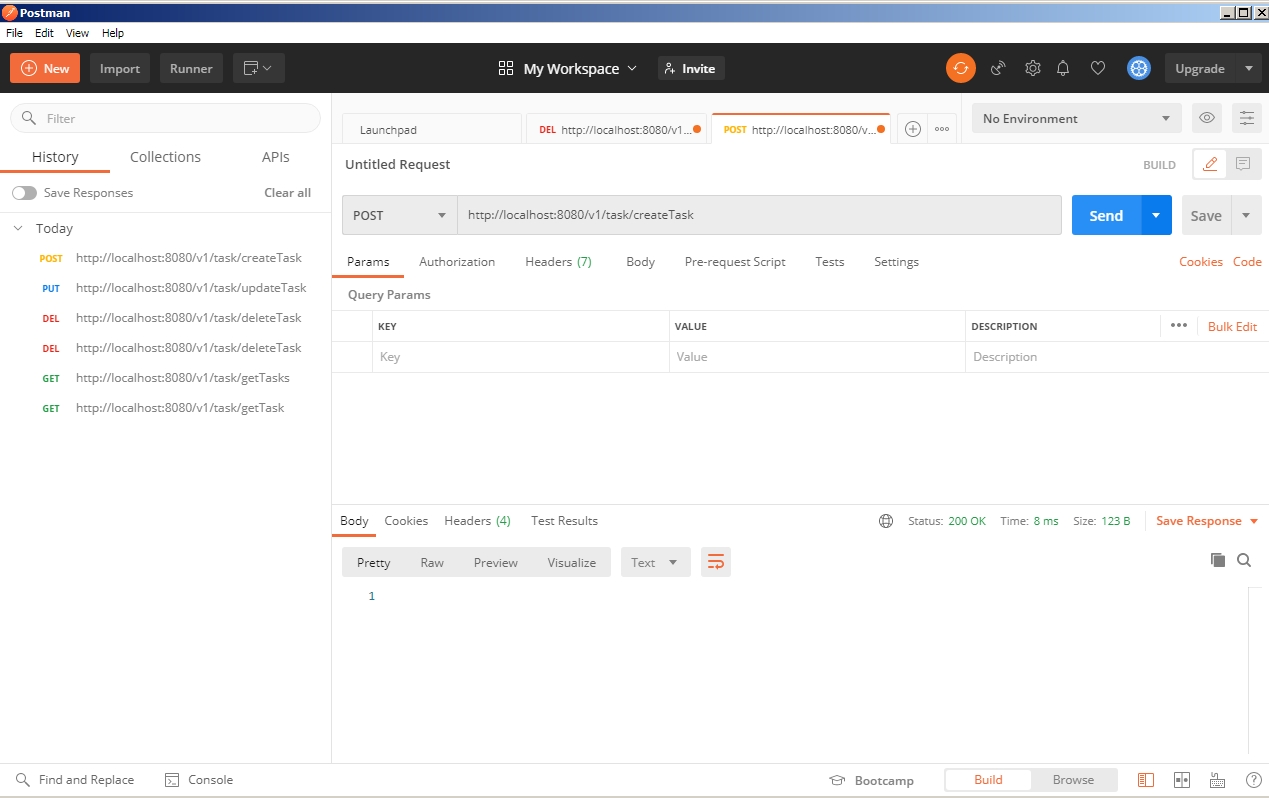 Postman
File Edit View Help
New Import Runner My Workspace Invite Upgrade
Filter
History Collections APIs
Save Responses Clear all
Today
POST http://localhost:8080/v1/task/createTask
PUT http://localhost:8080/v1/task/updateTask
DEL http://localhost:8080/v1/task/deleteTask
DEL http://localhost:8080/v1/task/deleteTask
GET http://localhost:8080/v1/task/getTasks
GET http://localhost:8080/v1/task/getTask
Launchpad DEL http://localhost:8080/v1... POST http://localhost:8080/v... No Environment
Untitled Request BUILD
POST http://localhost:8080/v1/task/createTask Send Save
Params Authorization Headers (7) Body Pre-request Script Tests Settings Cookies Code
Query Params
KEY VALUE DESCRIPTION ••• Bulk Edit
Key Value Description
Body Cookies Headers (4) Test Results Status: 200 OK Time: 8 ms Size: 123 B Save Response
Pretty Raw Preview Visualize Text
1
Find and Replace Console Bootcamp Build Browse